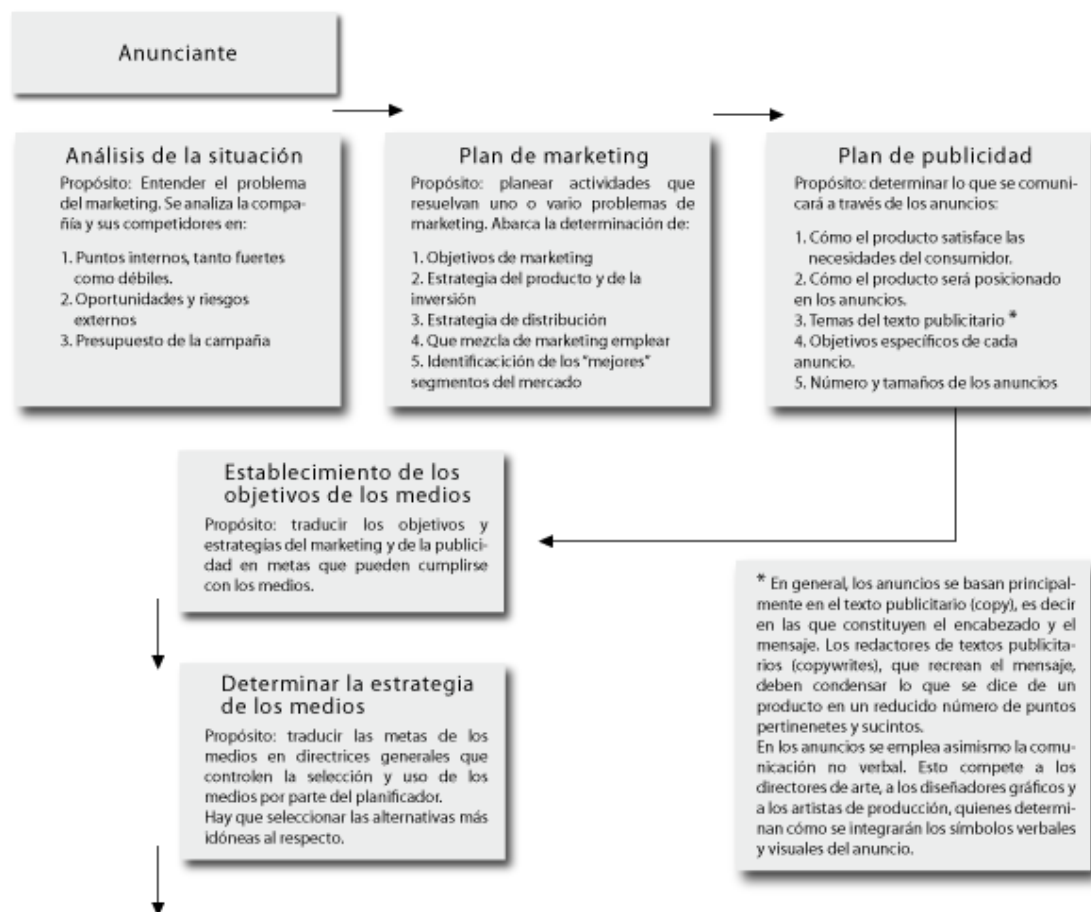 Anunciante
Análisis de la situación
Propósito: Entender el problema
del marketing. Se analiza la compa-
ñía y sus competidores en:
1. Puntos internos, tanto fuertes
como débiles.
2. Oportunidades y riesgos
externos
3. Presupuesto de la campaña
Plan de marketing
Propósito: planear actividades que
resuelvan uno o vario problemas de
marketing. Abarca la determinación de:
1. Objetivos de marketing
2. Estrategia del producto y de la
inversión
3. Estrategia de distribución
4. Que mezcla de marketing emplear
5. Identificacición de los "mejores"
segmentos del mercado
Plan de publicidad
Propósito: determinar lo que se comuni-
cará a través de los anuncios:
1. Cómo el producto satisface las
necesidades del consumidor.
2. Cómo el producto será posicionado
en los anuncios.
3. Temas del texto publicitario *
4. Objetivos específicos de cada
anuncio.
5. Número y tamaños de los anuncios
Establecimiento de los
objetivos de los medios
Propósito: traducir los objetivos y
estrategias del marketing y de la publici-
dad en metas que pueden cumplirse
con los medios.
Determinar la estrategia
de los medios
Propósito: traducir las metas de los
medios en directrices generales que
controlen la selección y uso de los
medios por parte del planificador.
Hay que seleccionar las alternativas más
idóneas al respecto.
* En general, los anuncios se basan principal-
mente en el texto publicitario (copy), es decir
en las que constituyen el encabezado y el
mensaje. Los redactores de textos publicita-
rios (copywrites), que recrean el mensaje,
deben condensar lo que se dice de un
producto en un reducido número de puntos
pertinenetes y sucintos.
En los anuncios se emplea asimismo la comu-
nicación no verbal. Esto compete a los
directores de arte, a los diseñadores gráficos y
a los artistas de producción, quienes determi-
nan cómo se integrarán los símbolos verbales
y visuales del anuncio.